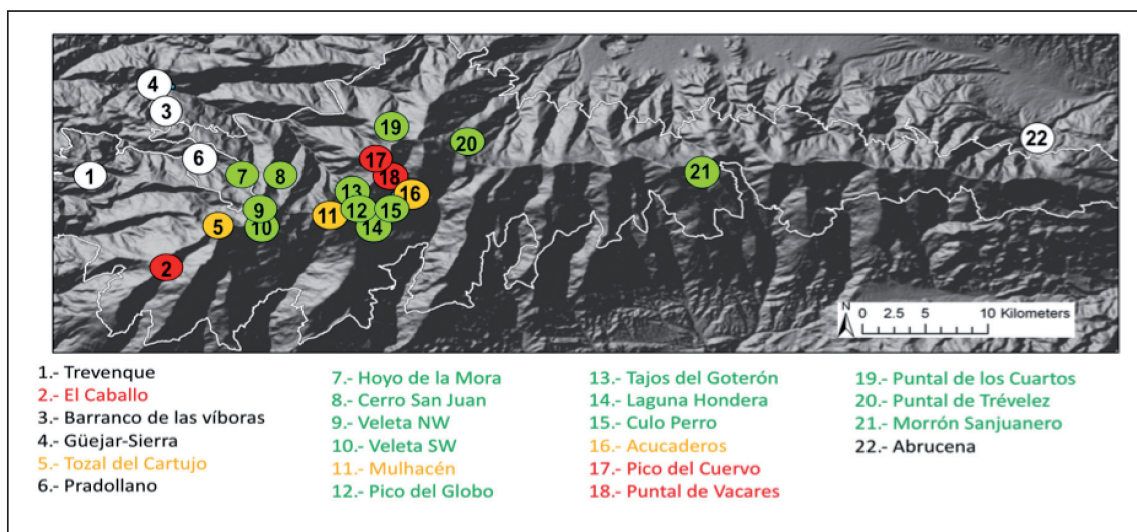 4
3
19
22
20
6
17
1
7
8
18
21
13
16
9
12
15
11
5
10
14
2
N
0 2.5 5 10 Kilometers
1.- Trevenque
2.- El Caballo
3.- Barranco de las víboras
4.- Güejar-Sierra
5.- Tozal del Cartujo
6.- Pradollano
7.- Hoyo de la Mora
8.- Cerro San Juan
9.- Veleta NW
10.- Veleta SW
11.- Mulhacén
12.- Pico del Globo
13.- Tajos del Goterón
14.- Laguna Hondera
15.- Culo Perro
16.- Acucaderos
17.- Pico del Cuervo
18.- Puntal de Vacares
19.- Puntal de los Cuartos
20.- Puntal de Trévelez
21.- Morrón Sanjuanero
22.- Abrucena